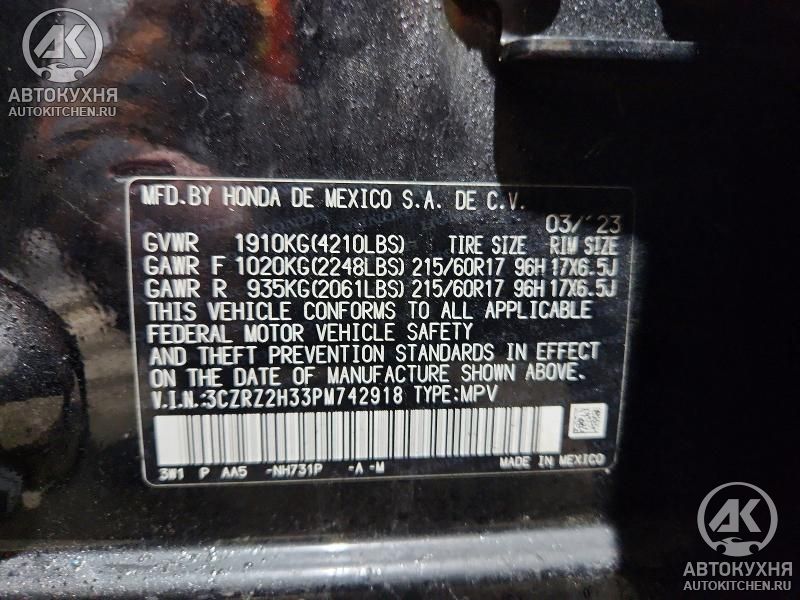 AK
АВТОКУХНЯ
AUTOKITCHEN.RU
MFD.BY HONDA DE MEXICO S.A. DE C.V.
03/'23
GVWR 1910KG(4210LBS) TIRE SIZE RIM SIZE
GAWR F 1020KG(2248LBS) 215/60R17 96H 17X6.5J
GAWR R 935KG(2061LBS) 215/60R17 96H 17X6.5J
THIS VEHICLE CONFORMS TO ALL APPLICABLE
FEDERAL MOTOR VEHICLE SAFETY
AND THEFT PREVENTION STANDARDS IN EFFECT
ON THE DATE OF MANUFACTURE SHOWN ABOVE.
V.I.N.:3CZRZ2H33PM742918 TYPE:MPV
3W1 P AA5 -NH731P -A -M MADE IN MEXICO
AK
АВТОКУХНЯ
AUTOKITCHEN.RU